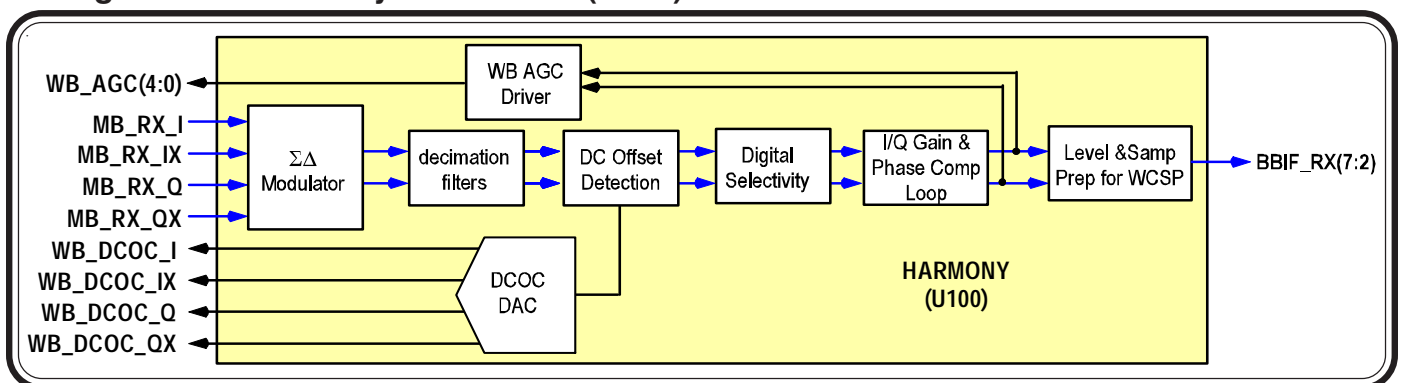 WB_AGC(4:0)
MB_RX_I
MB_RX_IX
MB_RX_Q
MB_RX_QX
WB_DCOC_I
WB_DCOC_IX
WB_DCOC_Q
WB_DCOC_QX
WB AGC
Driver
ΣΔ
Modulator
decimation
filters
DC Offset
Detection
Digital
Selectivity
I/Q Gain &
Phase Comp
Loop
Level &Samp
Prep for WCSP
BBIF_RX(7:2)
DCOC
DAC
HARMONY
(U100)